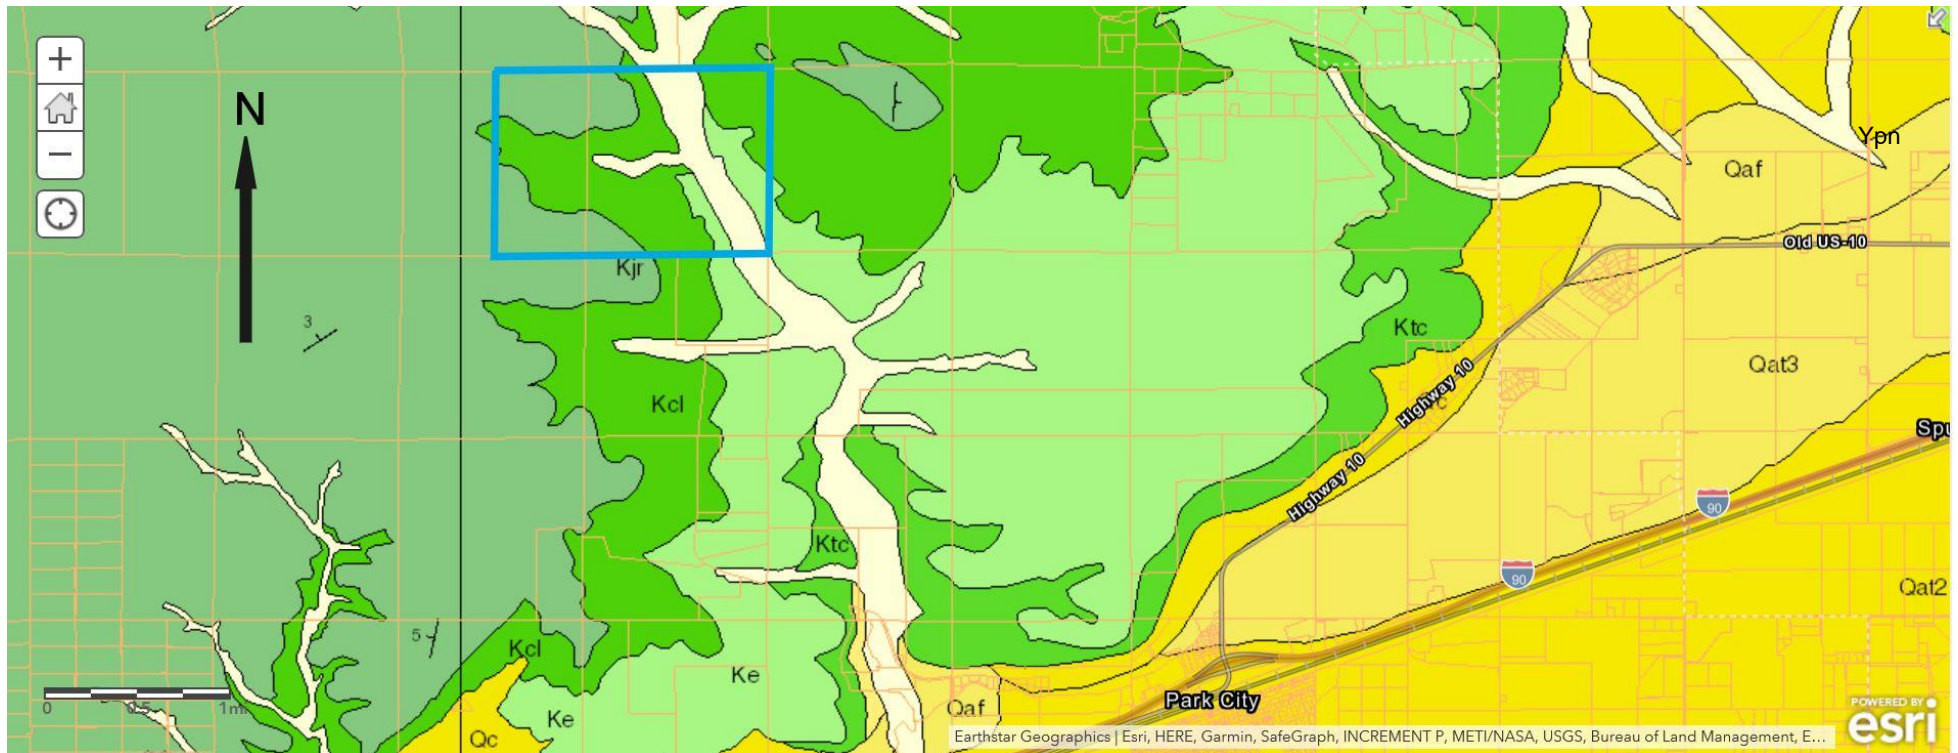 +
N
−
Ypn
Qaf
Old US-10
Kjr
3
Ktc
Qat3
Highway 10
Kcl
Spu
Highway 10
90
Ktc
90
Qat2
5
Kcl
Ke
0 0.5 1mi
Park City
Qaf
Ke
Qc
POWERED BY
esri
Earthstar Geographics | Esri, HERE, Garmin, SafeGraph, INCREMENT P, METI/NASA, USGS, Bureau of Land Management, E...